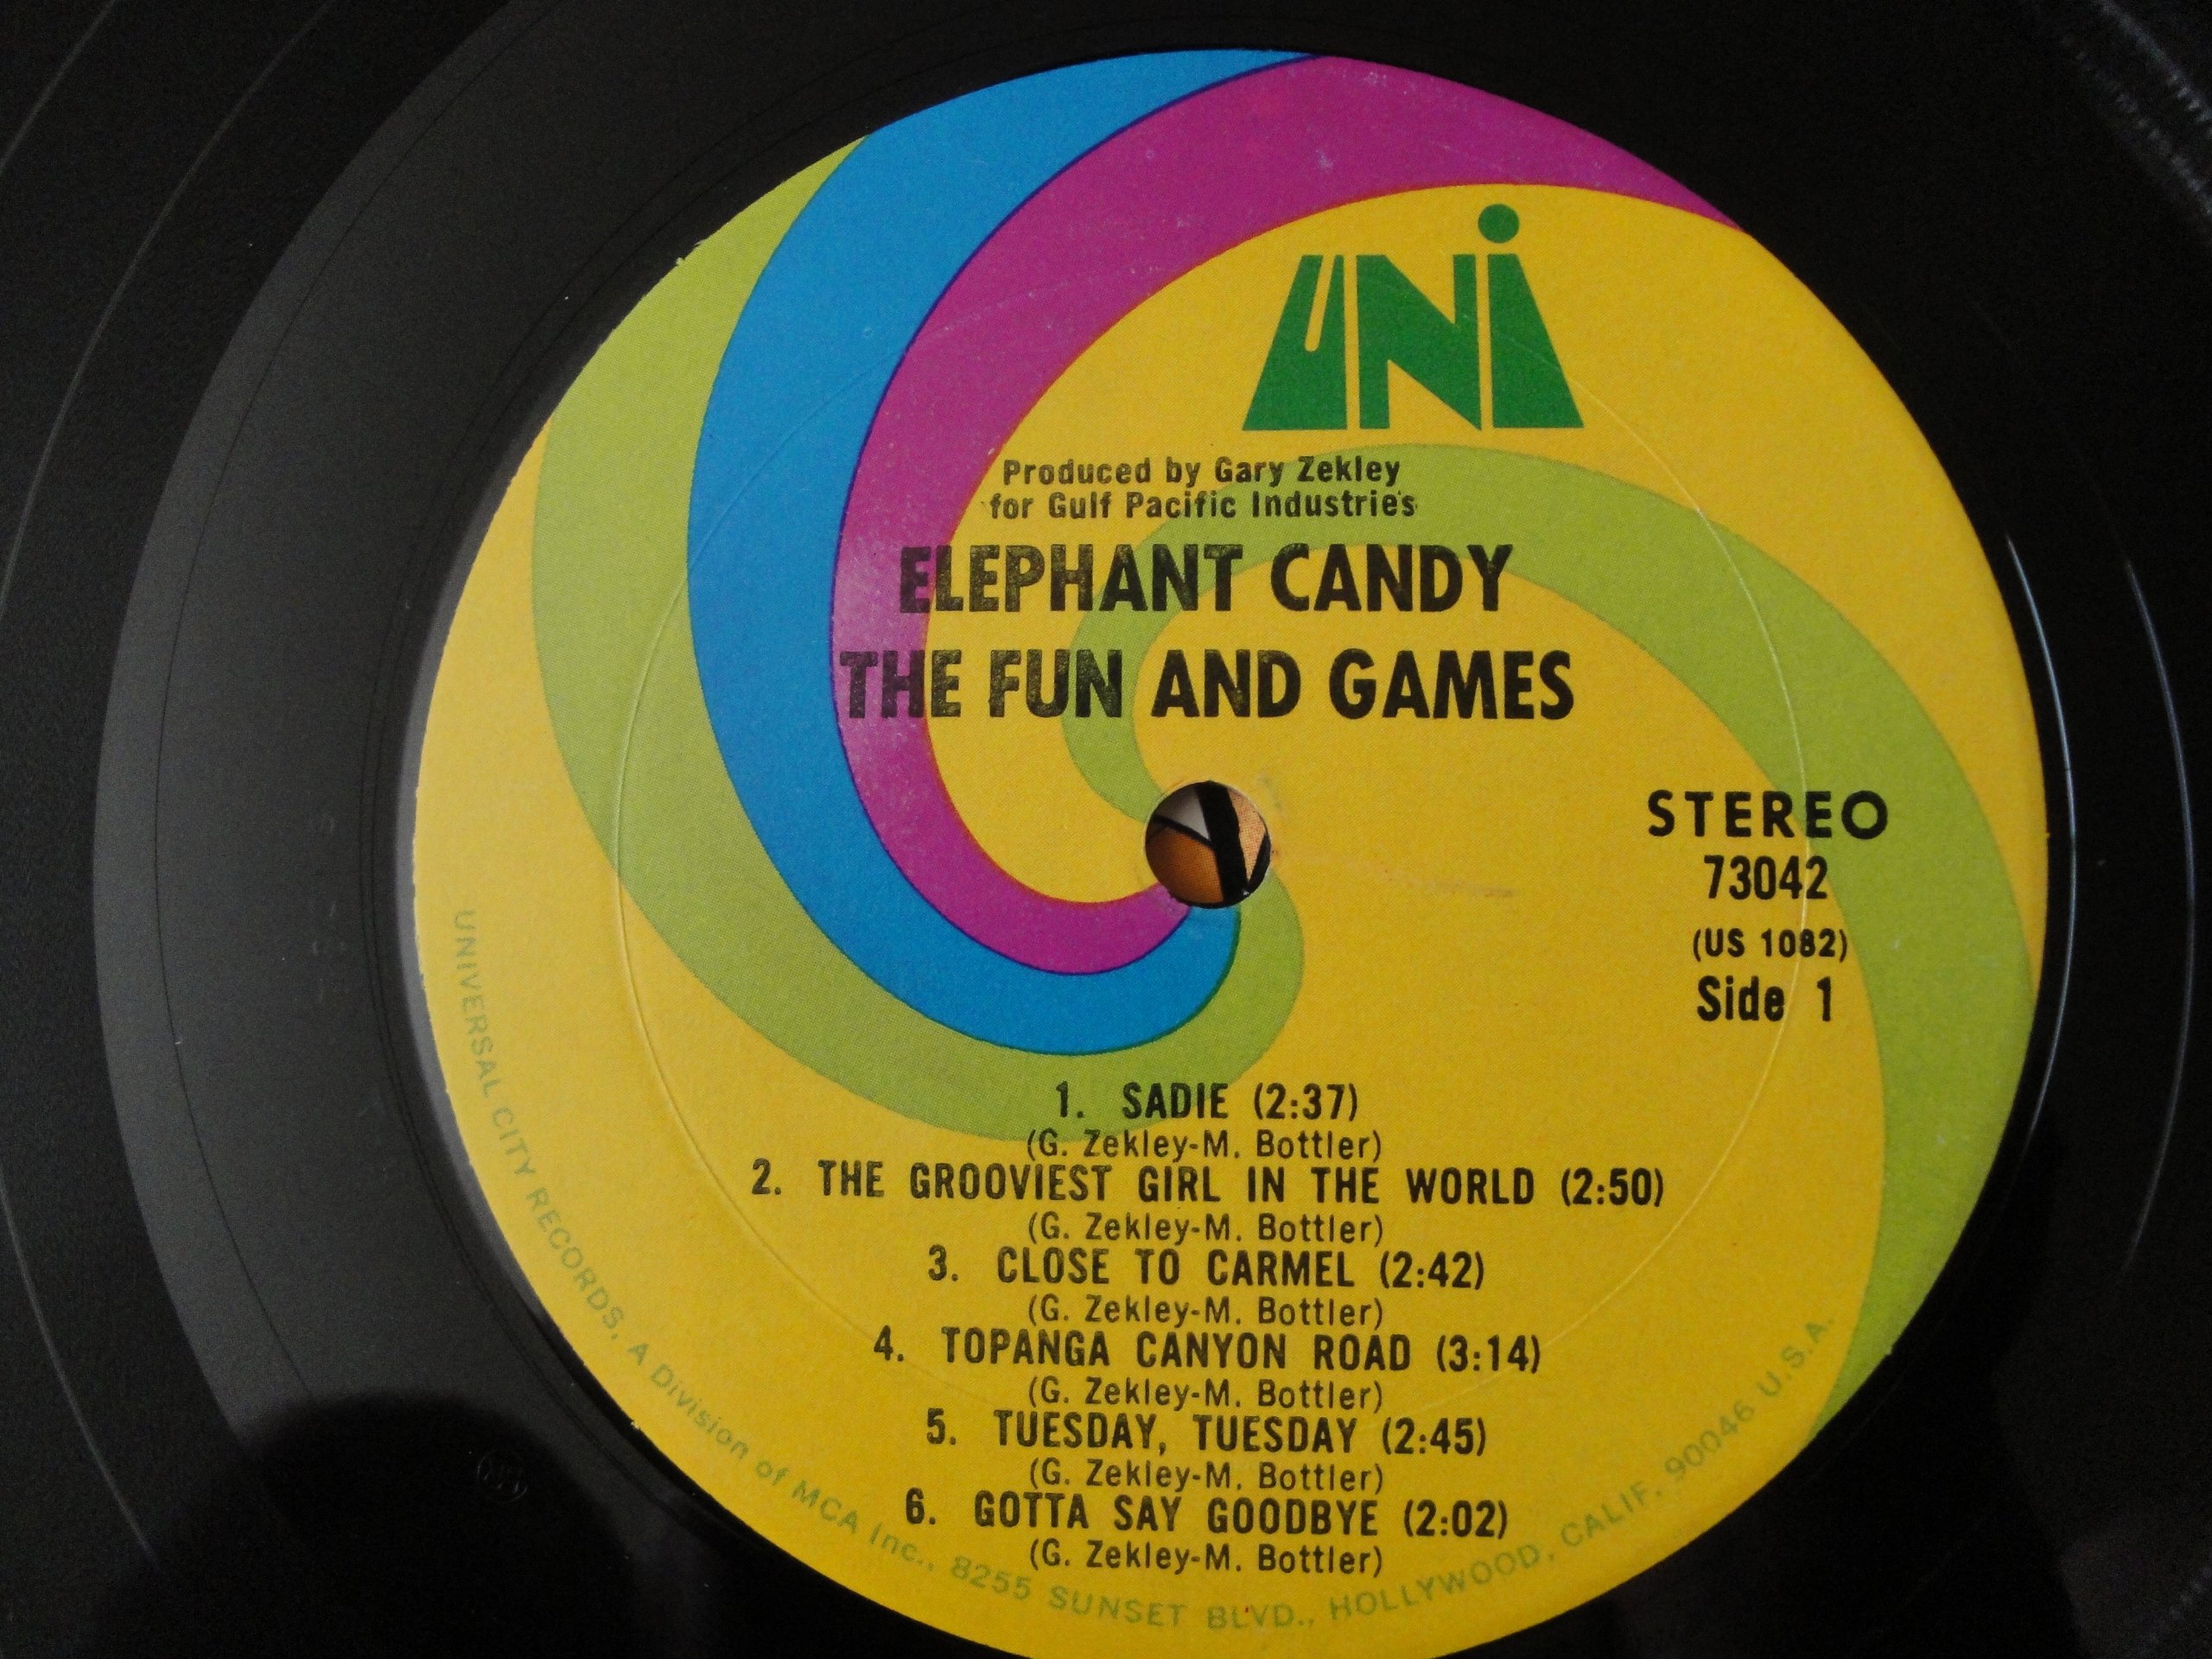 UNi
Produced by Gary Zekley
for Gulf Pacific Industrie's
ELEPHANT CANDY
THE FUN AND GAMES
STEREO
73042
(US 1082)
Side 1
1. SADIE (2:37)
(G. Zekley-M. Bottler)
2. THE GROOVIEST GIRL IN THE WORLD (2:50)
(G. Zekley-M. Bottler)
3. CLOSE TO CARMEL (2:42)
(G. Zekley-M. Bottler)
4. TOPANGA CANYON ROAD (3:14)
(G. Zekley-M. Bottler)
5. TUESDAY, TUESDAY (2:45)
(G. Zekley-M. Bottler)
6. GOTTA SAY GOODBYE (2:02)
(G. Zekley-M. Bottler)
UNIVERSAL CITY RECORDS, A Division of MCA Inc., 8255 SUNSET BLVD., HOLLYWOOD, CALIF. 90046 U.S.A.